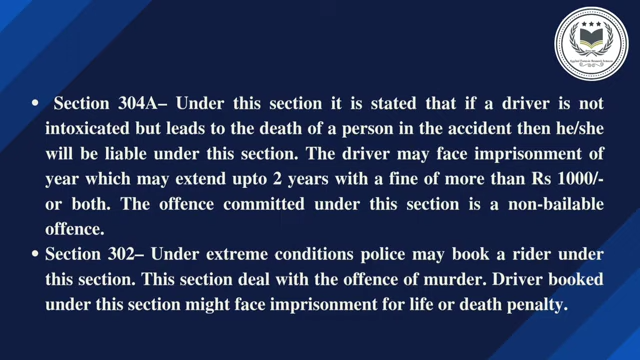 • Section 304A– Under this section it is stated that if a driver is not
intoxicated but leads to the death of a person in the accident then he/she
will be liable under this section. The driver may face imprisonment of
year which may extend upto 2 years with a fine of more than Rs 1000/-
or both. The offence committed under this section is a non-bailable
offence.
• Section 302– Under extreme conditions police may book a rider under
this section. This section deal with the offence of murder. Driver booked
under this section might face imprisonment for life or death penalty.